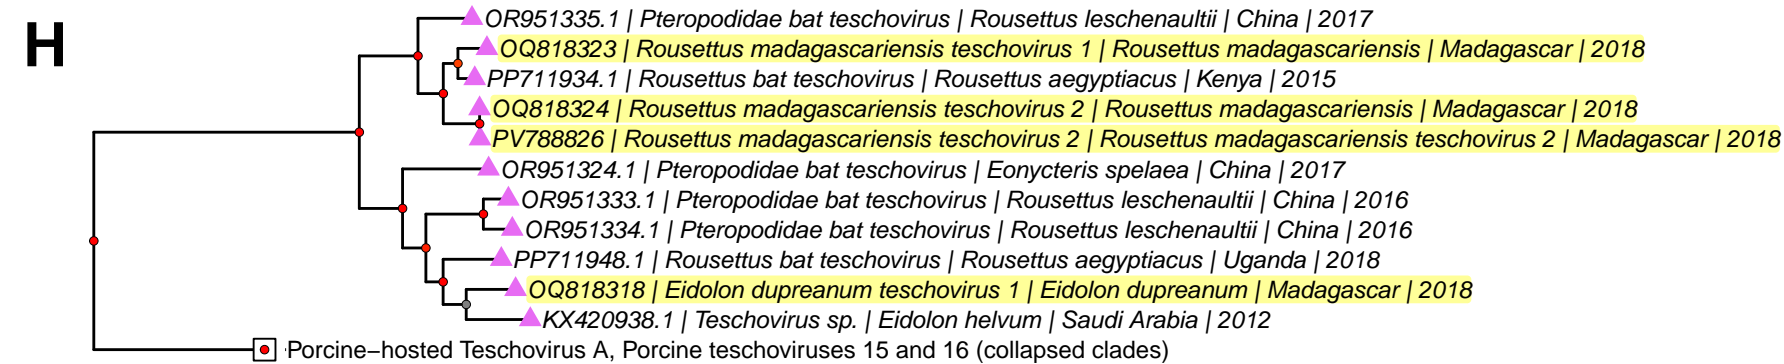 H
OR951335.1 | Pteropodidae bat teschovirus | Rousettus leschenaultii | China | 2017
OQ818323 | Rousettus madagascariensis teschovirus 1 | Rousettus madagascariensis | Madagascar | 2018
PP711934.1 | Rousettus bat teschovirus | Rousettus aegyptiacus | Kenya | 2015
OQ818324 | Rousettus madagascariensis teschovirus 2 | Rousettus madagascariensis | Madagascar | 2018
PV788826 | Rousettus madagascariensis teschovirus 2 | Rousettus madagascariensis teschovirus 2 | Madagascar | 2018
OR951324.1 | Pteropodidae bat teschovirus | Eonycteris spelaea | China | 2017
OR951333.1 | Pteropodidae bat teschovirus | Rousettus leschenaultii | China | 2016
OR951334.1 | Pteropodidae bat teschovirus | Rousettus leschenaultii | China | 2016
PP711948.1 | Rousettus bat teschovirus | Rousettus aegyptiacus | Uganda | 2018
OQ818318 | Eidolon dupreanum teschovirus 1 | Eidolon dupreanum | Madagascar | 2018
KX420938.1 | Teschovirus sp. | Eidolon helvum | Saudi Arabia | 2012
Porcine−hosted Teschovirus A, Porcine teschoviruses 15 and 16 (collapsed clades)